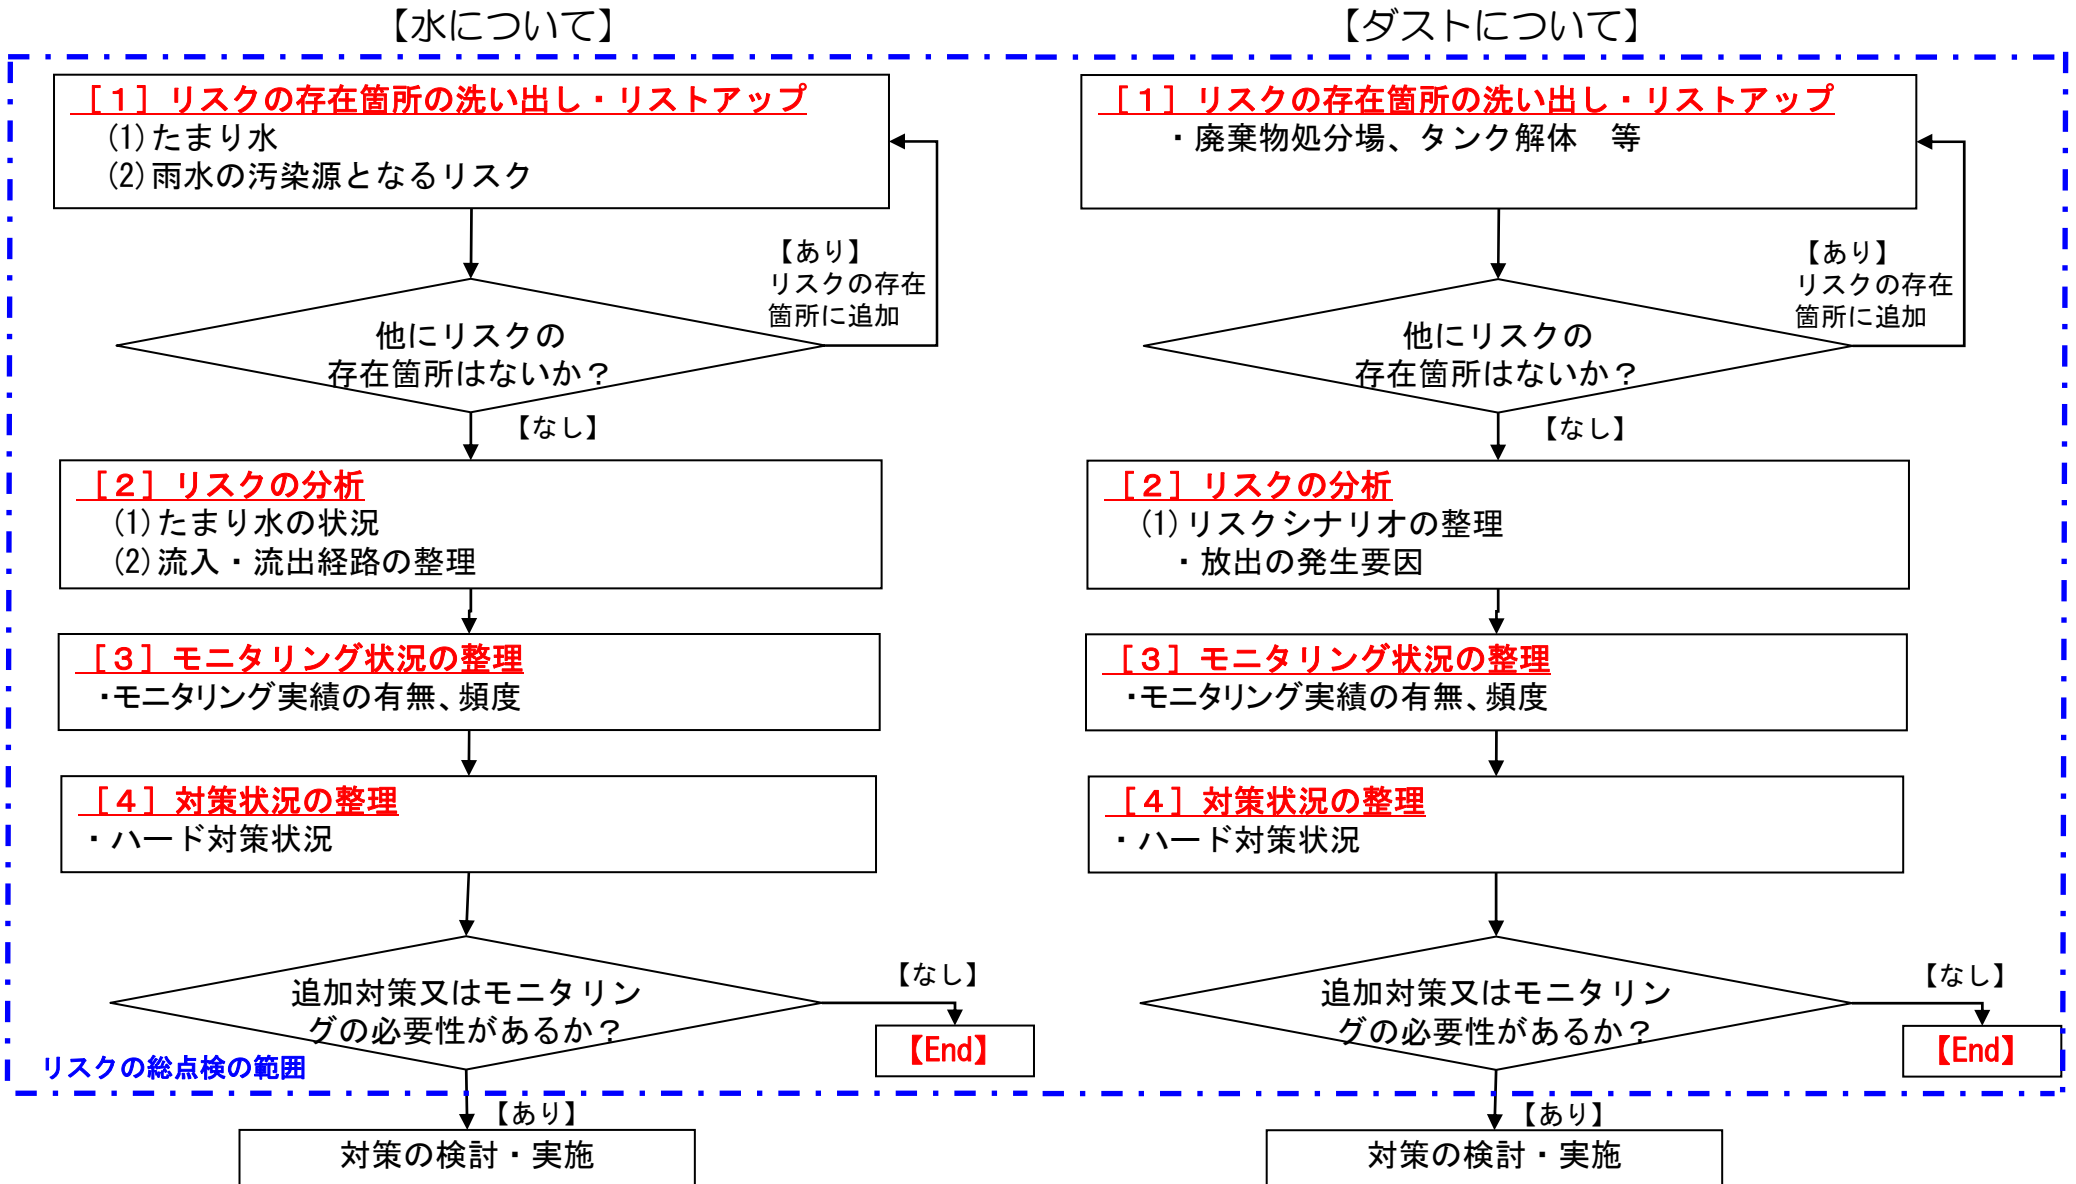 【水について】
［１］リスクの存在箇所の洗い出し・リストアップ
(1)たまり水
(2)雨水の汚染源となるリスク
【あり】
リスクの存在
箇所に追加
他にリスクの
存在箇所はないか？
【なし】
［２］リスクの分析
(1)たまり水の状況
(2)流入・流出経路の整理
［３］モニタリング状況の整理
・モニタリング実績の有無、頻度
［４］対策状況の整理
・ハード対策状況
追加対策又はモニタリン
グの必要性があるか？
【なし】
【End】
リスクの総点検の範囲
【あり】
対策の検討・実施
【ダストについて】
［１］リスクの存在箇所の洗い出し・リストアップ
・廃棄物処分場、タンク解体　等
【あり】
リスクの存在
箇所に追加
他にリスクの
存在箇所はないか？
【なし】
［２］リスクの分析
(1)リスクシナリオの整理
・放出の発生要因
［３］モニタリング状況の整理
・モニタリング実績の有無、頻度
［４］対策状況の整理
・ハード対策状況
追加対策又はモニタリン
グの必要性があるか？
【なし】
【End】
【あり】
対策の検討・実施